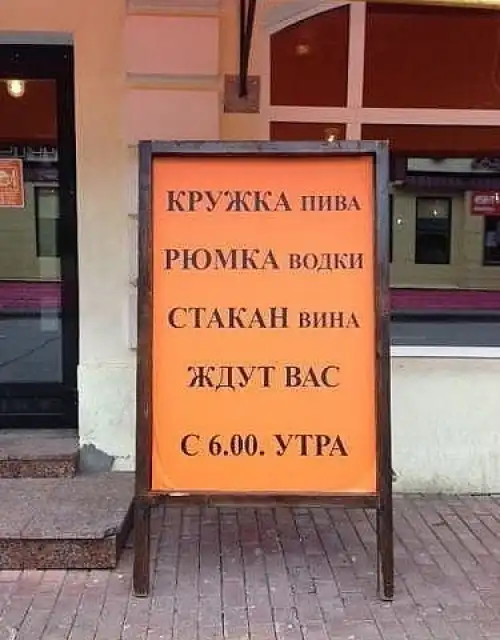 КРУЖКА ПИВА
РЮМКА ВОДКИ
СТАКАН ВИНА
ЖДУТ ВАС
С 6.00. УТРА